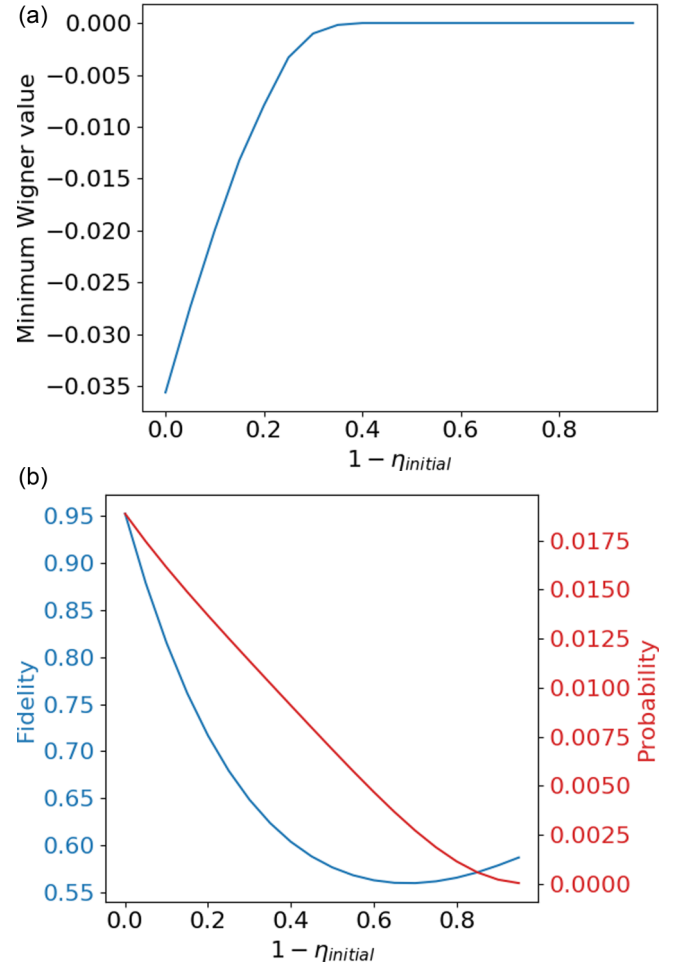 (a)
0.000
−0.005
−0.010
−0.015
−0.020
−0.025
−0.030
−0.035
Minimum Wigner value
0.0 0.2 0.4 0.6 0.8
1 − ηinitial
(b)
0.95
0.90
0.85
0.80
0.75
0.70
0.65
0.60
0.55
Fidelity
0.0175
0.0150
0.0125
0.0100
0.0075
0.0050
0.0025
0.0000
Probability
0.0 0.2 0.4 0.6 0.8
1 − ηinitial